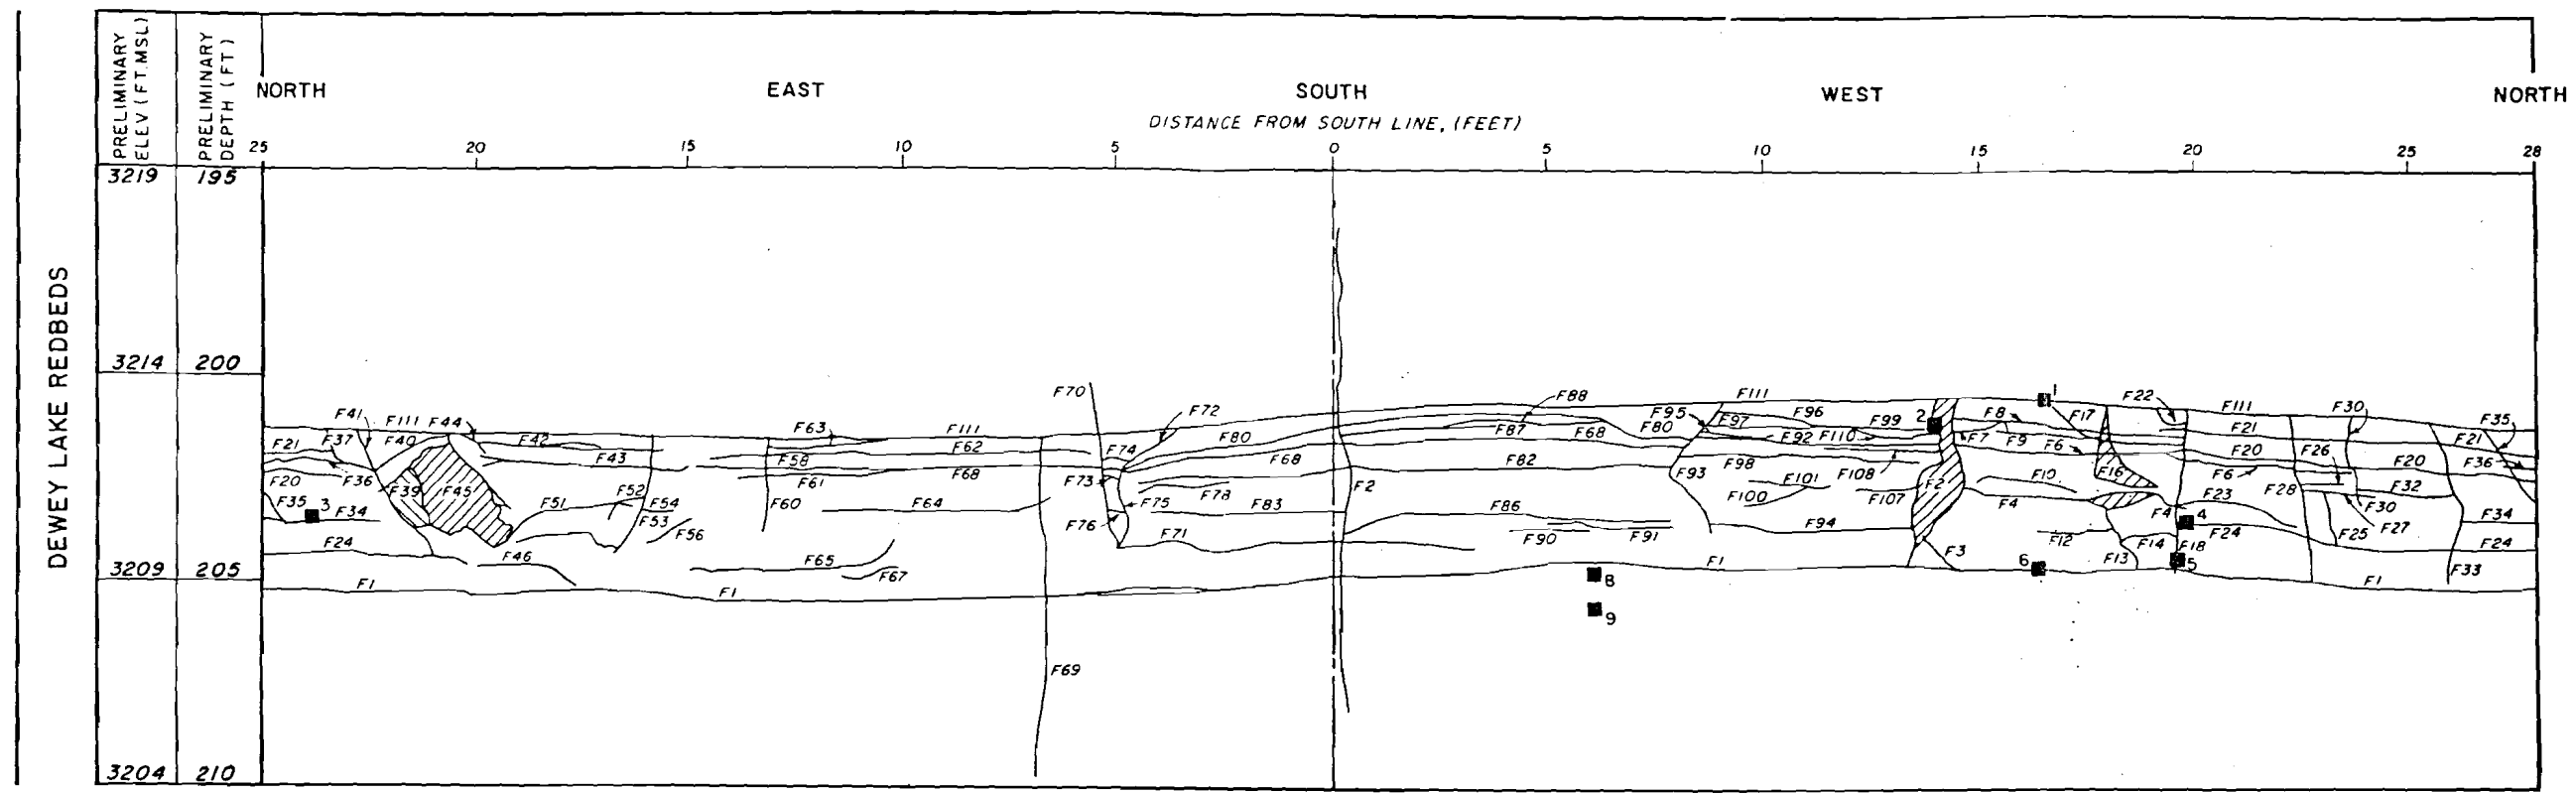 DEWEY LAKE REDBEDS
PRELIMINARY
ELEV (FT.MSL)
PRELIMINARY
DEPTH (FT)
NORTH EAST SOUTH WEST NORTH
DISTANCE FROM SOUTH LINE, (FEET)
25 20 15 10 5 0 5 10 15 20 25 28
3219 195
3214 200
3209 205
3204 210
F70 F88 F111 1 F22 F30
F41 F111 F44 F63 F111 F72 F95 F97 F96 F99 2 F8 F17 F111 F35
F21 F37 F40 F42 F62 F74 F80 F87 F68 F80 F92 F110 F7 F9 F6 F21 F26 F21
F36 F43 F58 F68 F68 F82 F93 F98 F108 F20 F6 F20 F36
F20 F39 F45 F61 F73 F101 F10 F16
F35 3 F34 F51 F52 F54 F60 F64 F75 F78 F83 F2 F86 F100 F107 F2 F4 F23 F28 F32 F30
F53 F56 F76 F71 F90 F91 F94 F4 4 F24 F25 F27 F34
F24 F46 F65 F67 F3 F12 F14 F13 F18 F24
F1 F1 F1 6 5 F1 F33
8
9
F69